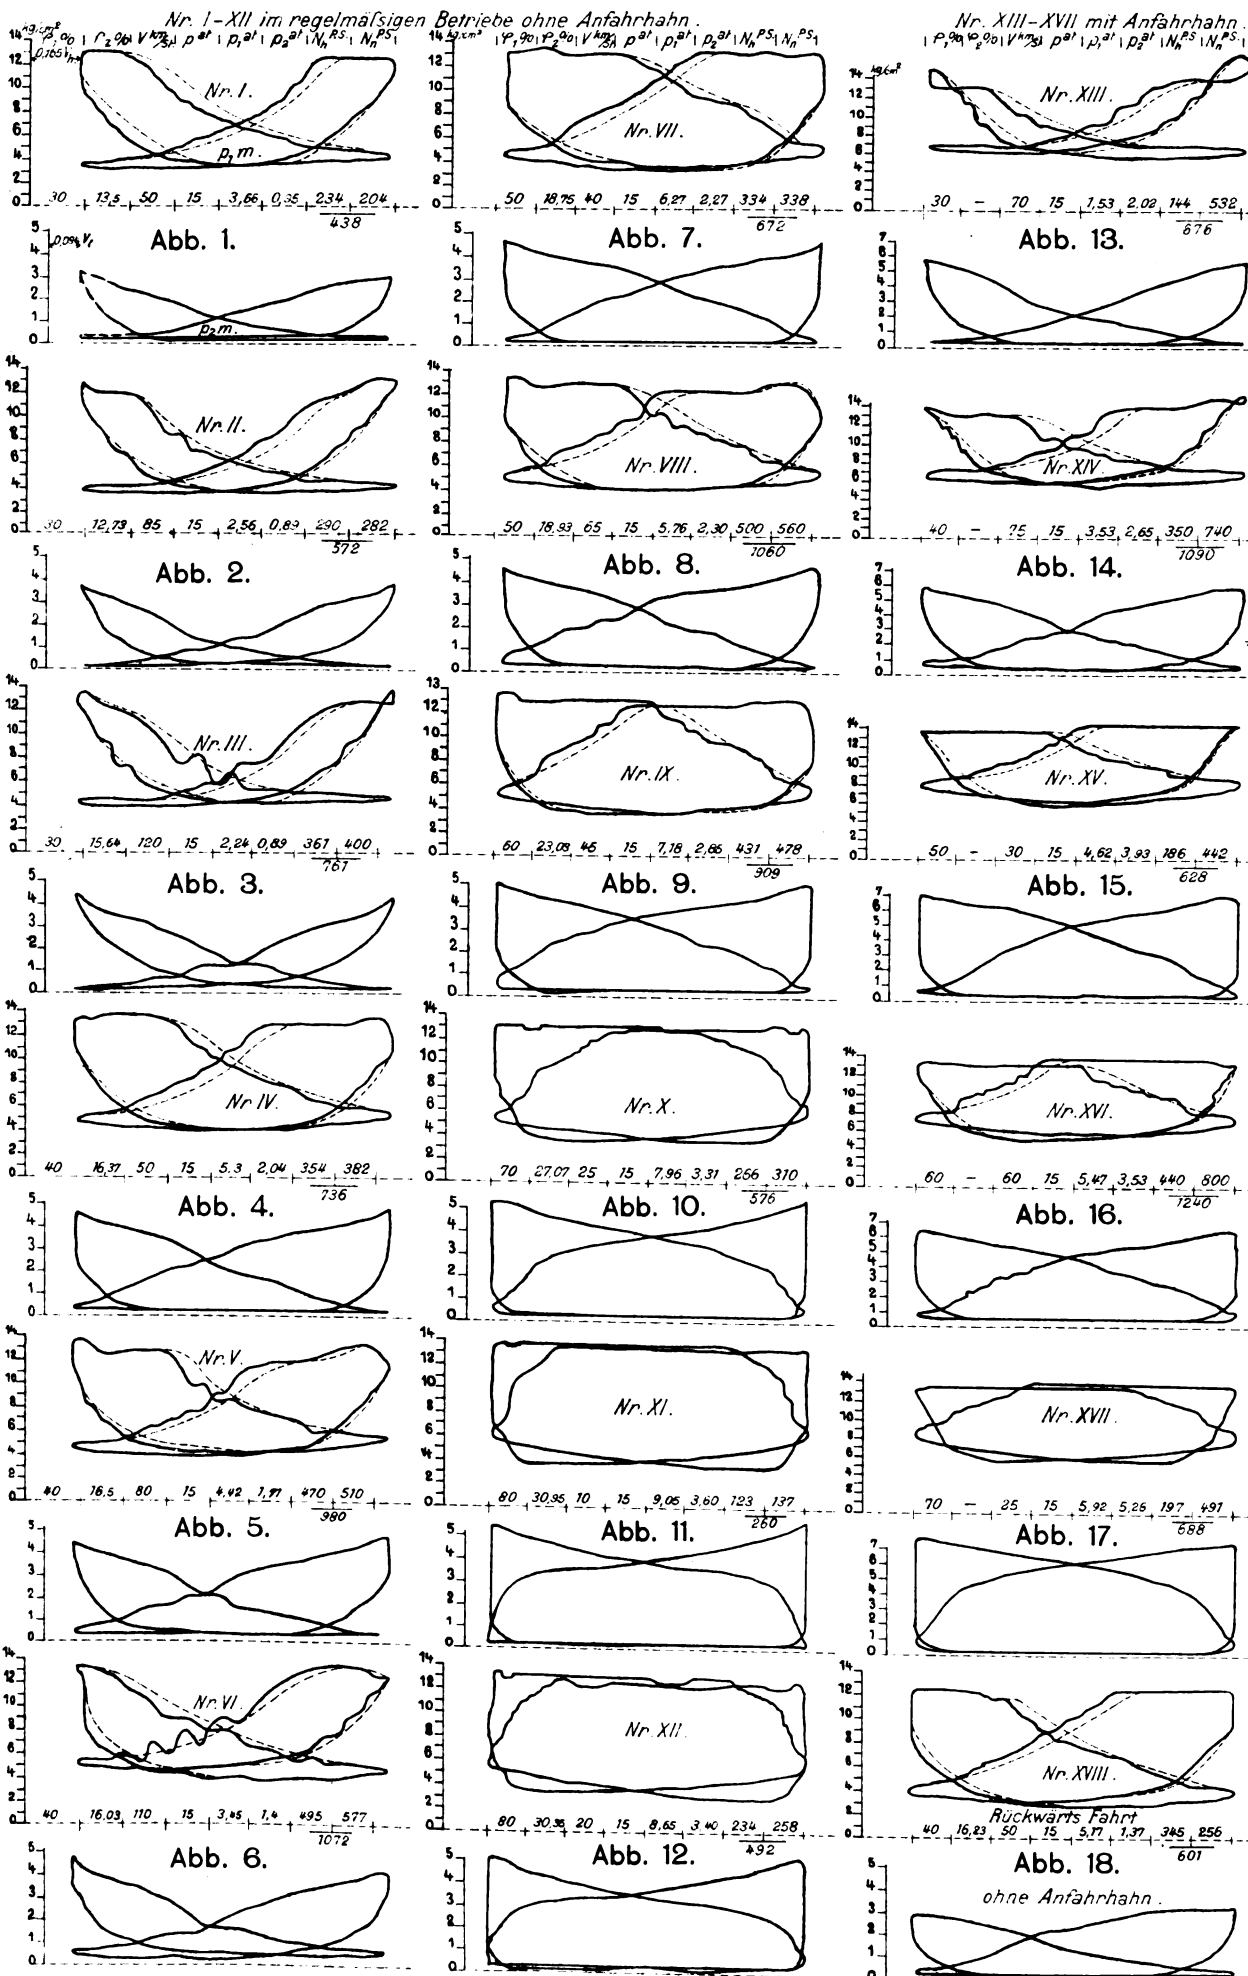 Nr. I-XII im regelmäfsigen Betriebe ohne Anfahrhahn.
Nr. I.
p₁m.
30 13,5 50 15 3,66 0,35 234 204
438
Abb. 1.
p₂m.
Nr. II.
30 12,73 85 15 2,56 0,89 290 282
572
Abb. 2.
Nr. III.
30 15,64 120 15 2,24 0,89 361 400
761
Abb. 3.
Nr. IV.
40 16,37 50 15 5,3 2,04 354 382
736
Abb. 4.
Nr. V.
40 16,5 80 15 4,42 470 510
980
Abb. 5.
Nr. VI.
40 16,03 110 15 3,45 1,4 495 577
1072
Abb. 6.
Nr. VII.
50 18,75 40 15 6,27 2,27 334 338
672
Abb. 7.
Nr. VIII.
50 18,93 65 15 5,76 2,30 500 560
1060
Abb. 8.
Nr. IX.
60 23,08 46 15 7,18 2,66 431 478
909
Abb. 9.
Nr. X.
70 27,07 25 15 7,96 3,31 266 310
576
Abb. 10.
Nr. XI.
80 30,95 10 15 9,05 3,60 123 137
260
Abb. 11.
Nr. XII.
80 20 15 8,65 3,40 234 258
492
Abb. 12.
Nr. XIII-XVII mit Anfahrhahn.
Nr. XIII.
30 – 70 15 1,53 2,02 144 532
676
Abb. 13.
Nr. XIV.
40 – 75 15 3,53 2,65 350 740
1090
Abb. 14.
Nr. XV.
50 – 30 15 4,62 3,93 186 442
628
Abb. 15.
Nr. XVI.
60 – 60 15 5,47 3,53 440 800
1240
Abb. 16.
Nr. XVII.
70 – 25 15 5,92 5,26 197 491
688
Abb. 17.
Nr. XVIII.
Rückwärts Fahrt
40 16,23 50 15 5,17 1,37 345 256
601
Abb. 18.
ohne Anfahrhahn.